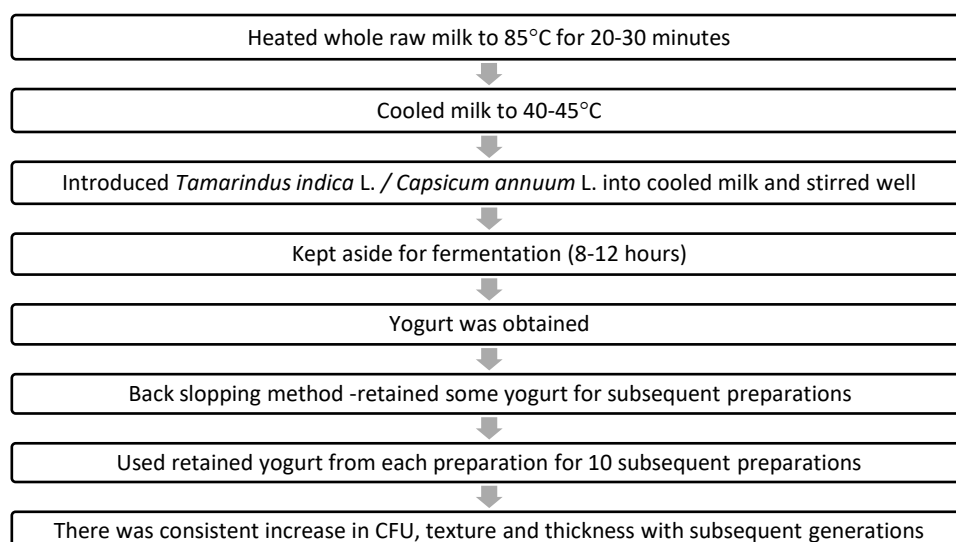 Heated whole raw milk to 85°C for 20-30 minutes
Cooled milk to 40-45°C
Introduced Tamarindus indica L. / Capsicum annuum L. into cooled milk and stirred well
Kept aside for fermentation (8-12 hours)
Yogurt was obtained
Back slopping method -retained some yogurt for subsequent preparations
Used retained yogurt from each preparation for 10 subsequent preparations
There was consistent increase in CFU, texture and thickness with subsequent generations